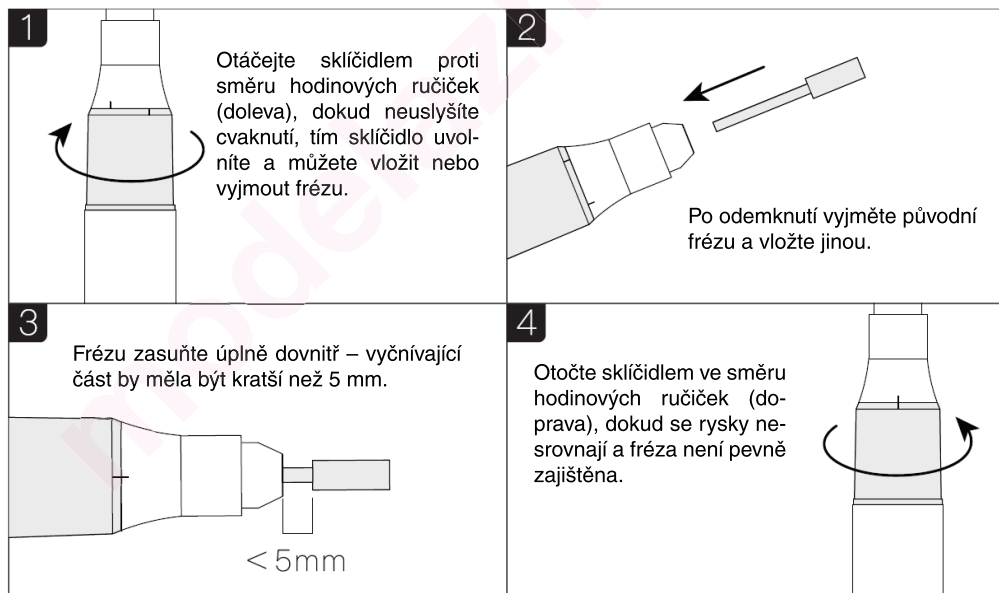 1
Otáčejte sklíčidlem proti
směru hodinových ručiček
(doleva), dokud neuslyšíte
cvaknutí, tím sklíčidlo uvol-
níte a můžete vložit nebo
vyjmout frézu.
2
Po odemknutí vyjměte původní
frézu a vložte jinou.
3
Frézu zasuňte úplně dovnitř – vyčnívající
část by měla být kratší než 5 mm.
<5mm
4
Otočte sklíčidlem ve směru
hodinových ručiček (do-
prava), dokud se rysky ne-
srovnají a fréza není pevně
zajištěna.